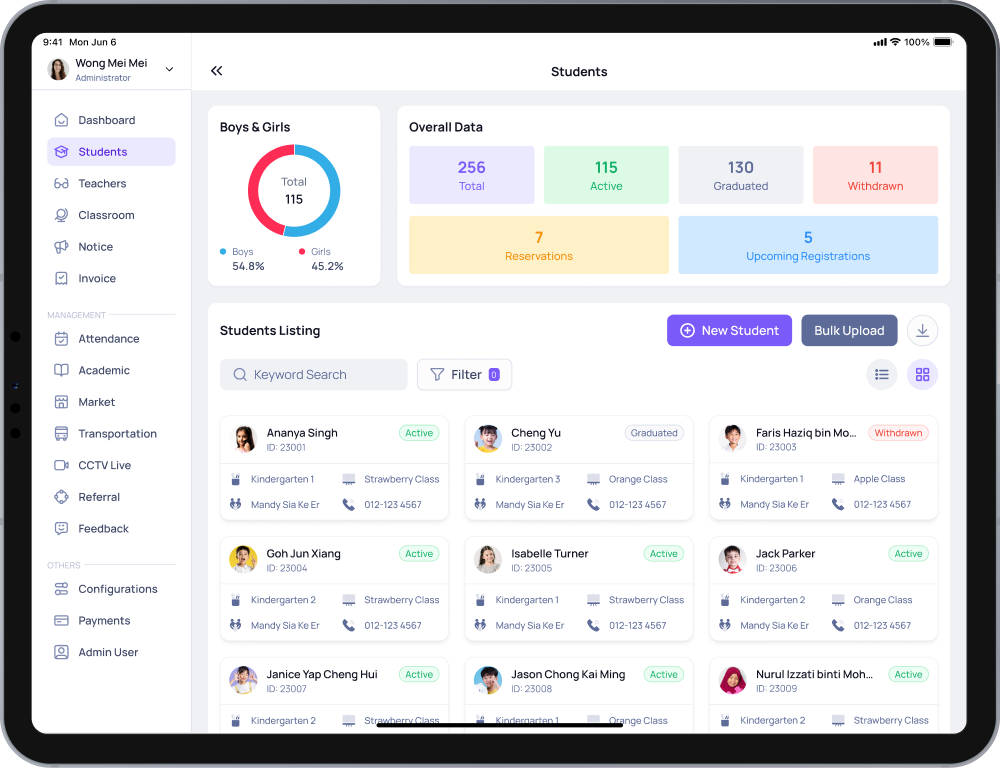 9:41 Mon Jun 6
100%
Wong Mei Mei
Administrator
Students
Dashboard
Students
Teachers
Classroom
Notice
Invoice
MANAGEMENT
Attendance
Academic
Market
Transportation
CCTV Live
Referral
Feedback
OTHERS
Configurations
Payments
Admin User
Boys & Girls
Total
115
Boys
54.8%
Girls
45.2%
Overall Data
256
Total
115
Active
130
Graduated
11
Withdrawn
7
Reservations
5
Upcoming Registrations
Students Listing
New Student
Bulk Upload
Keyword Search
Filter 0
Ananya Singh
ID: 23001
Active
Kindergarten 1
Strawberry Class
Mandy Sia Ke Er
012-123 4567
Cheng Yu
ID: 23002
Graduated
Kindergarten 3
Orange Class
Mandy Sia Ke Er
012-123 4567
Faris Haziq bin Mo...
ID: 23003
Withdrawn
Kindergarten 1
Apple Class
Mandy Sia Ke Er
012-123 4567
Goh Jun Xiang
ID: 23004
Active
Kindergarten 2
Strawberry Class
Mandy Sia Ke Er
012-123 4567
Isabelle Turner
ID: 23005
Active
Kindergarten 1
Strawberry Class
Mandy Sia Ke Er
012-123 4567
Jack Parker
ID: 23006
Active
Kindergarten 2
Orange Class
Mandy Sia Ke Er
012-123 4567
Janice Yap Cheng Hui
ID: 23007
Active
Kindergarten 2
Strawberry Class
Jason Chong Kai Ming
ID: 23008
Active
Kindergarten 1
Orange Class
Nurul Izzati binti Moh...
ID: 23009
Active
Kindergarten 2
Strawberry Class